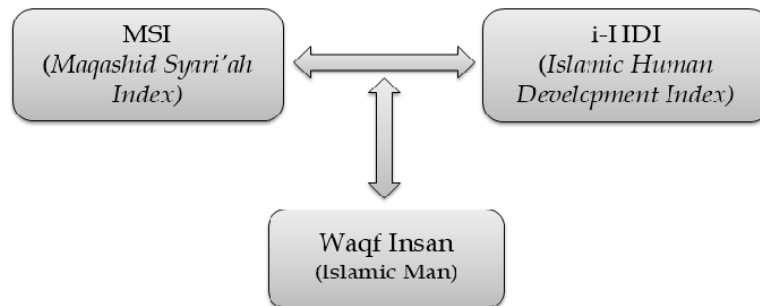 MSI
(Maqashid Syari'ah
Index)
i-HDI
(Islamic Human
Development Index)
Waqf Insan
(Islamic Man)